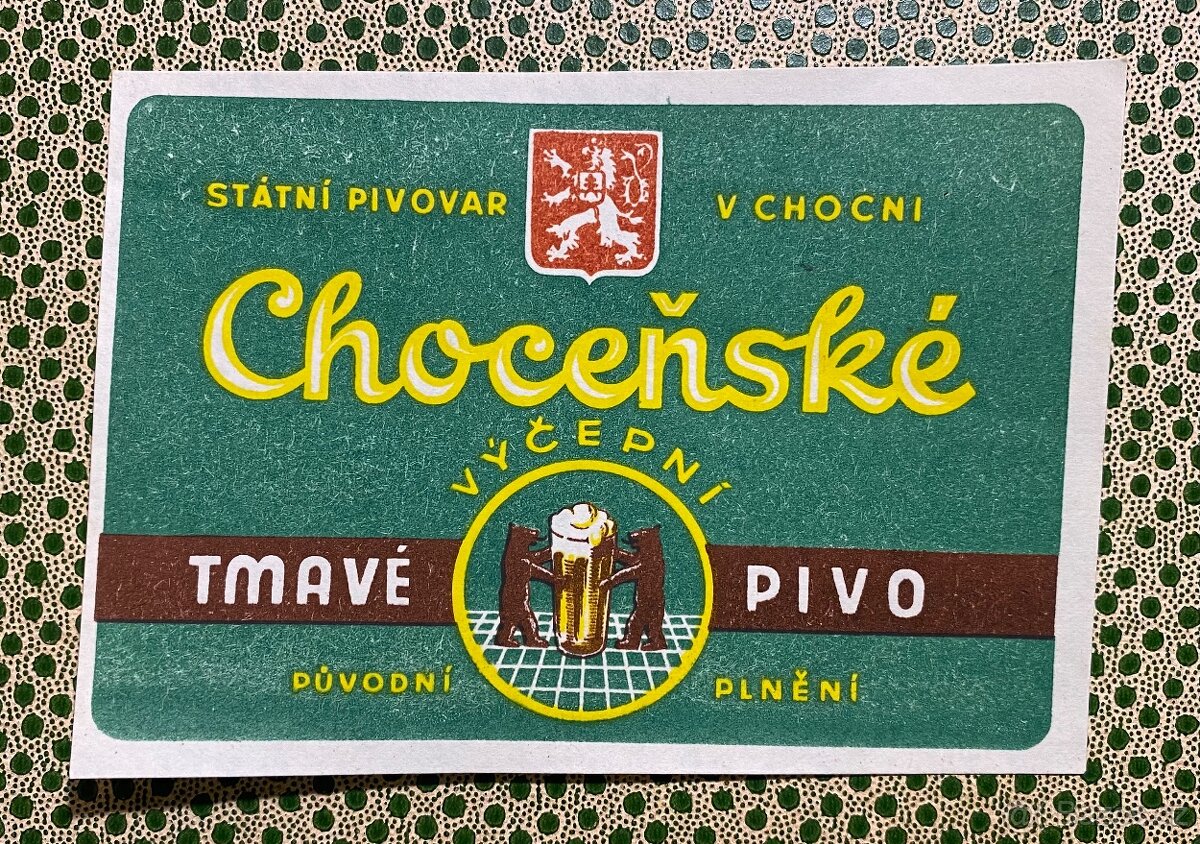 STÁTNÍ PIVOVAR V CHOCNI
Choceňské
VÝČEPNÍ
TMAVÉ PIVO
PŮVODNÍ PLNĚNÍ